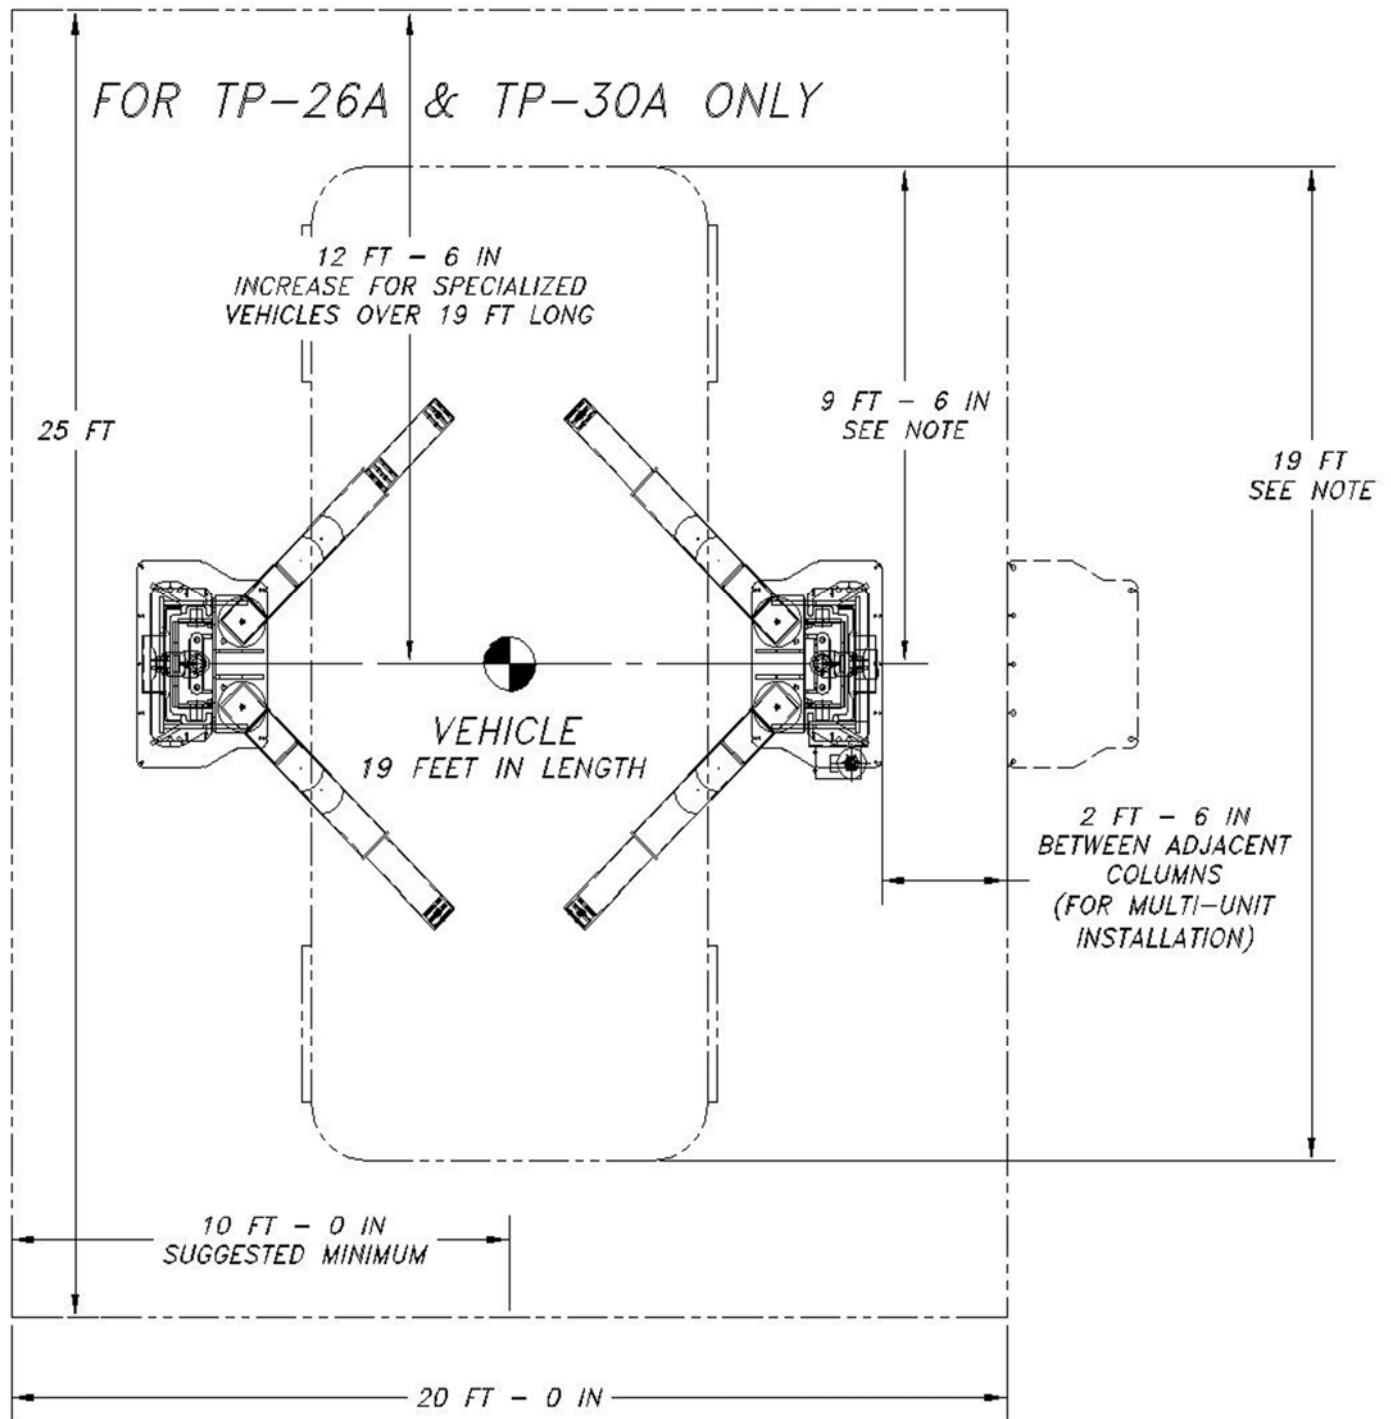 FOR TP-26A & TP-30A ONLY
12 FT - 6 IN
INCREASE FOR SPECIALIZED
VEHICLES OVER 19 FT LONG
25 FT
9 FT - 6 IN
SEE NOTE
19 FT
SEE NOTE
VEHICLE
19 FEET IN LENGTH
2 FT - 6 IN
BETWEEN ADJACENT
COLUMNS
(FOR MULTI-UNIT
INSTALLATION)
10 FT - 0 IN
SUGGESTED MINIMUM
20 FT - 0 IN